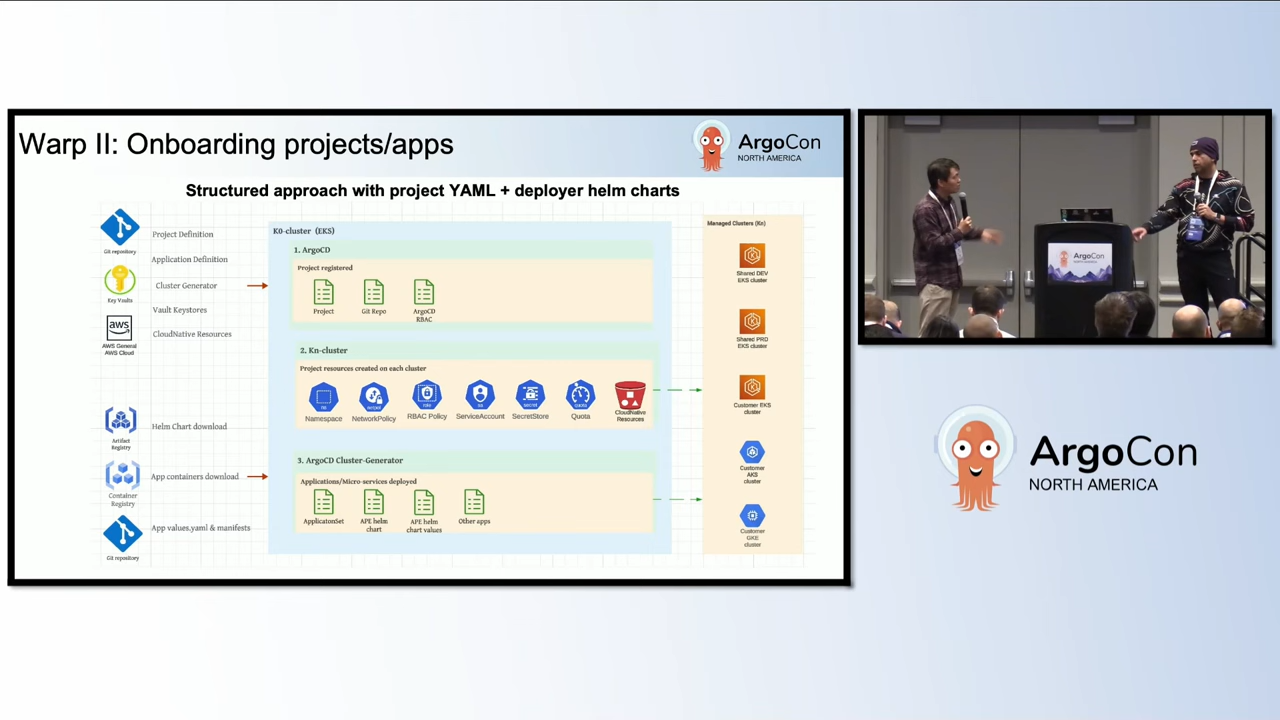 Warp II: Onboarding projects/apps
ArgoCon
NORTH AMERICA
Structured approach with project YAML + deployer helm charts
Git repository
Key Vaults
aws
AWS General
AWS Cloud
Project Definition
Application Definition
Cluster Generator
Vault Keystores
CloudNative Resources
Artifact
Registry
Container
Registry
Git repository
Helm Chart download
App containers download
App values,yaml & manifests
K0-cluster (EKS)
1. ArgoCD
Project registered
Project
Git Repo
ArgoCD
RBAC
2. Kn-cluster
Project resources created on each cluster
Namespace
NetworkPolicy
RBAC Policy
ServiceAccount
SecretStore
Quota
CloudNative
Resources
3. ArgoCD Cluster-Generator
Applications/Micro-services deployed
ApplicatonSet
APE helm
chart
APE helm
chart values
Other apps
Managed Clusters (Kn)
Shared DEV
EKS cluster
Shared PRD
EKS cluster
Customer EKS
cluster
Customer
AKS
cluster
Customer
GKE
cluster
ArgoCon
ArgoCon
NORTH AMERICA